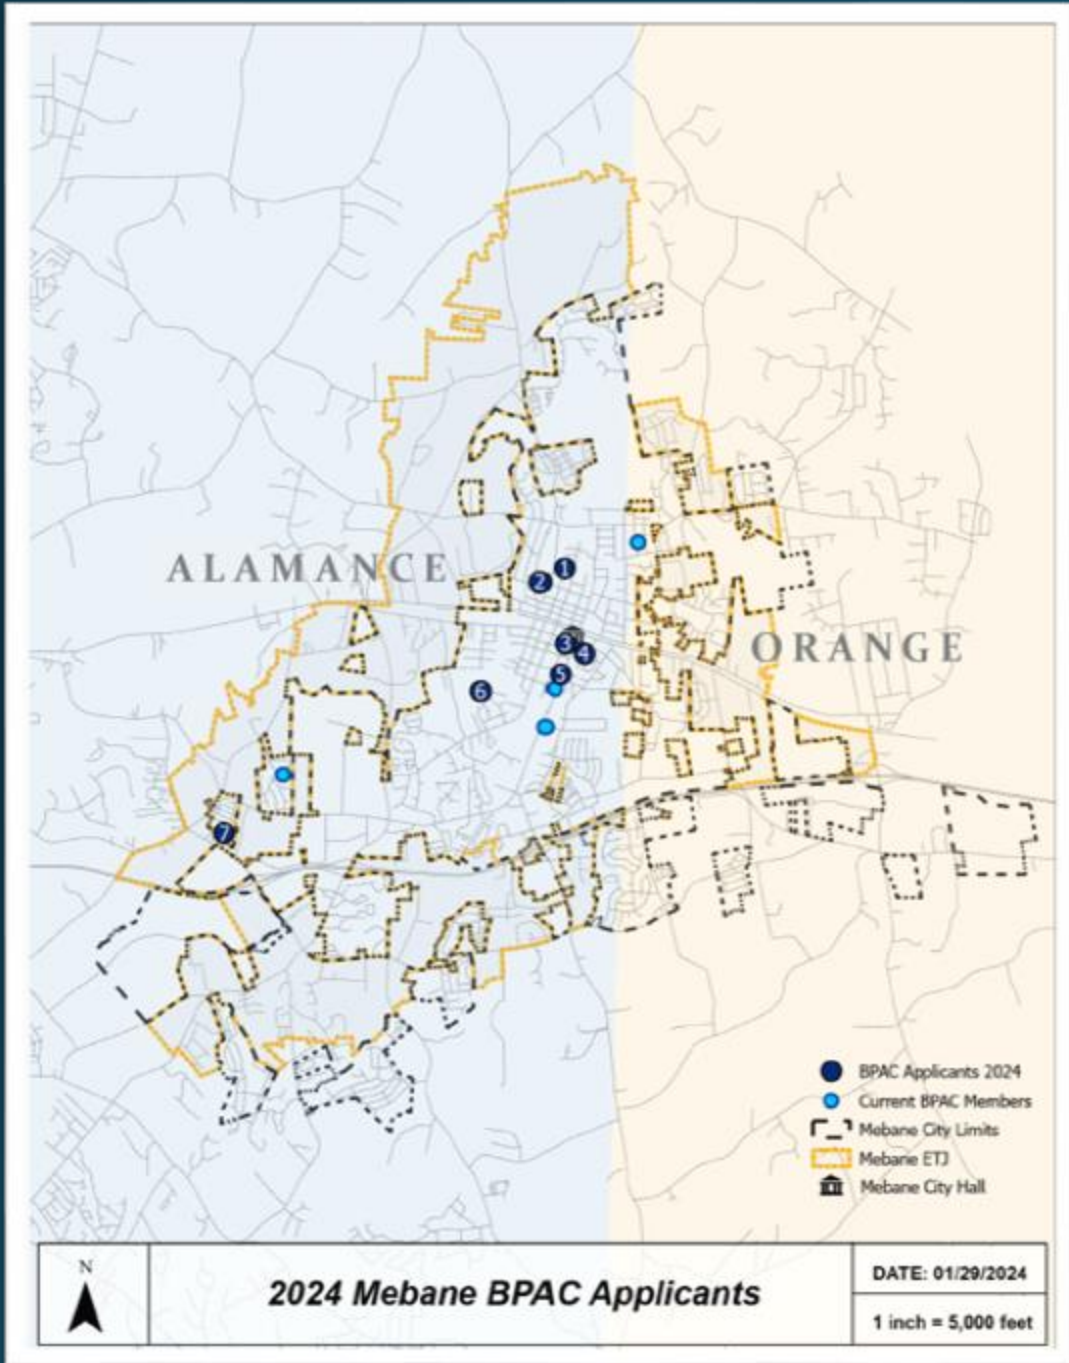 ALAMANCE
1
2
ORANGE
3
4
5
6
7
BPAC Applicants 2024
Current BPAC Members
Mebane City Limits
Mebane ETJ
Mebane City Hall
N
2024 Mebane BPAC Applicants
DATE: 01/29/2024
1 inch = 5,000 feet